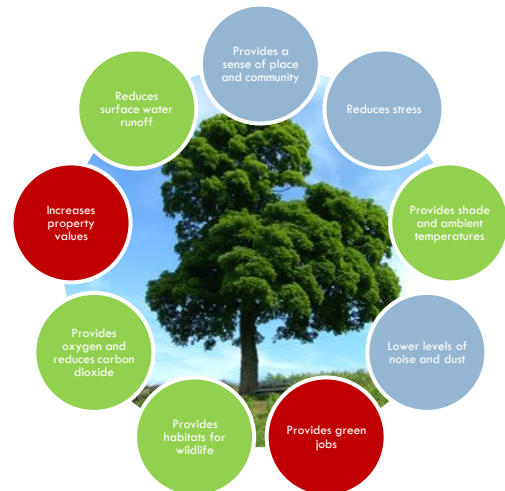 Provides a
sense of place
and community
Reduces stress
Provides shade
and ambient
temperatures
Lower levels of
noise and dust
Provides green
jobs
Provides
habitats for
wildlife
Provides
oxygen and
reduces carbon
dioxide
Increases
property
values
Reduces
surface water
runoff